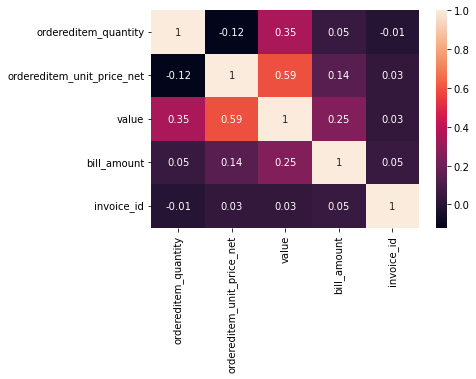 ordereditem_quantity 1 -0.12 0.35 0.05 -0.01
ordereditem_unit_price_net -0.12 1 0.59 0.14 0.03
value 0.35 0.59 1 0.25 0.03
bill_amount 0.05 0.14 0.25 1 0.05
invoice_id -0.01 0.03 0.03 0.05 1
ordereditem_quantity
ordereditem_unit_price_net
value
bill_amount
invoice_id
1.0
0.8
0.6
0.4
0.2
0.0